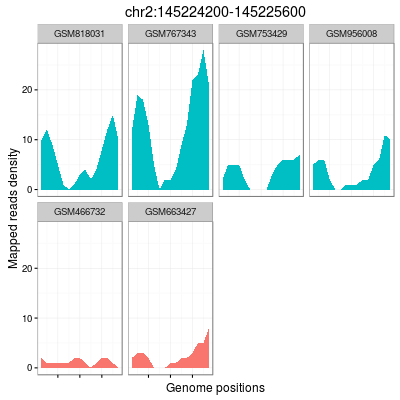 chr2:145224200-145225600
GSM818031 GSM767343 GSM753429 GSM956008
20
10
0
GSM466732 GSM663427
20
10
0
Mapped reads density
Genome positions